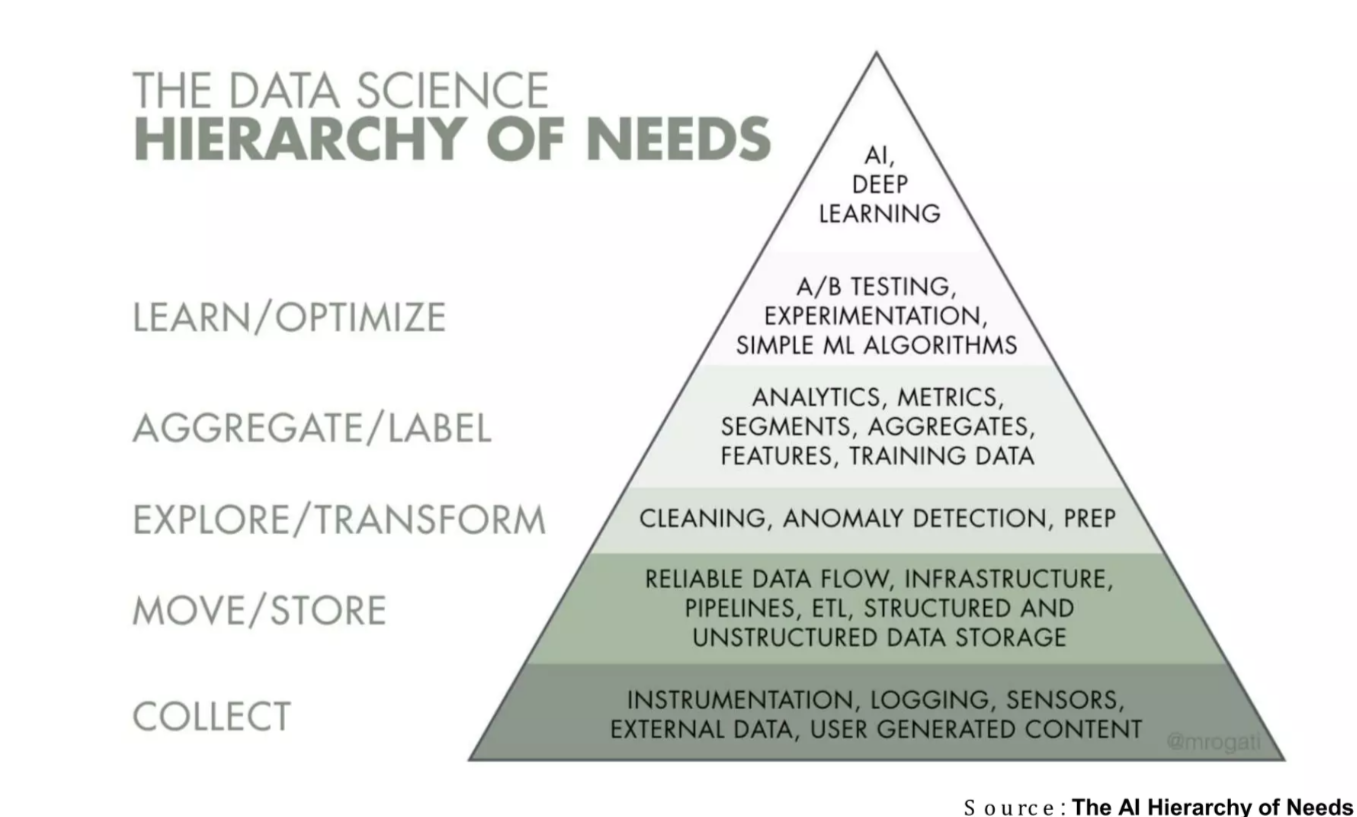 THE DATA SCIENCE
HIERARCHY OF NEEDS
AI,
DEEP
LEARNING
LEARN/OPTIMIZE
A/B TESTING,
EXPERIMENTATION,
SIMPLE ML ALGORITHMS
AGGREGATE/LABEL
ANALYTICS, METRICS,
SEGMENTS, AGGREGATES,
FEATURES, TRAINING DATA
EXPLORE/TRANSFORM
CLEANING, ANOMALY DETECTION, PREP
MOVE/STORE
RELIABLE DATA FLOW, INFRASTRUCTURE,
PIPELINES, ETL, STRUCTURED AND
UNSTRUCTURED DATA STORAGE
COLLECT
INSTRUMENTATION, LOGGING, SENSORS,
EXTERNAL DATA, USER GENERATED CONTENT
@mrogati
Source: The AI Hierarchy of Needs